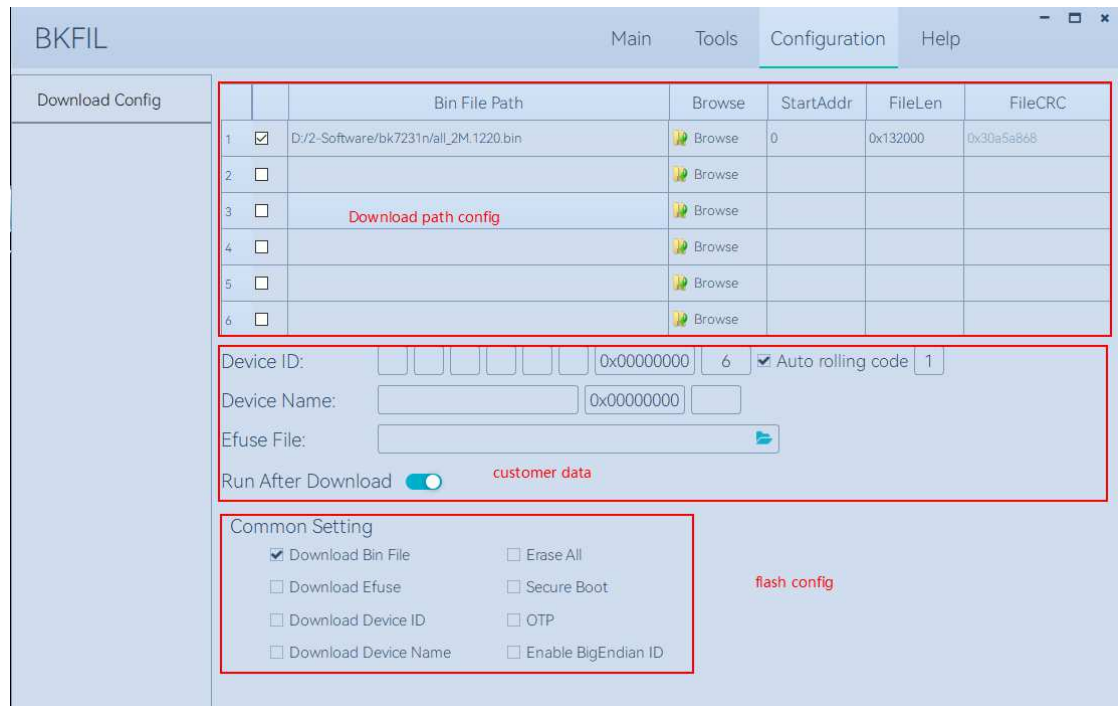 BKFIL Main Tools Configuration Help
Download Config
Bin File Path Browse StartAddr FileLen FileCRC
1 D:/2-Software/bk7231n/all_2M.1220.bin Browse 0 0x132000 0x30a5a868
2 Browse
3 Download path config Browse
4 Browse
5 Browse
6 Browse
Device ID: 0x00000000 6 Auto rolling code 1
Device Name: 0x00000000
Efuse File:
Run After Download customer data
Common Setting
Download Bin File Erase All
Download Efuse Secure Boot flash config
Download Device ID OTP
Download Device Name Enable BigEndian ID